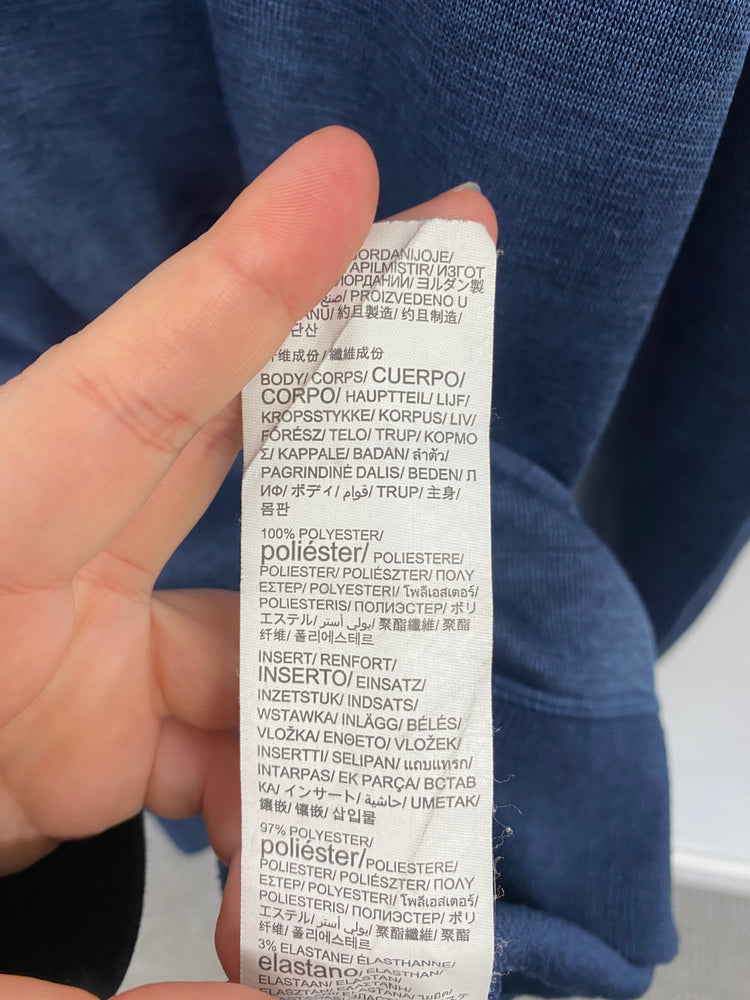 JORDANIJOJE/
APILMISTIR/ ИЗГОТ
ИОРДАНИИ/ ヨルダン製
PROIZVEDENO U
約旦製造/ 约旦制造/
단산
纤维成份/ 纖維成份
BODY/ CORPS/ CUERPO/
CORPO/ HAUPTTEIL/ LIJF/
KROPSSTYKKE/ KORPUS/ LIV/
FŐRÉSZ/ TELO/ TRUP/ ΚΟΡΜΟ
Σ/ KAPPALE/ BADAN/ ลำตัว/
PAGRINDINĖ DALIS/ BEDEN/ Л
ИФ/ ボディ/ قوام/ TRUP/ 主身/
몸판
100% POLYESTER/
poliéster/ POLIESTERE/
POLIESTER/ POLIÉSZTER/ ΠΟΛΥ
ΕΣΤΕΡ/ POLYESTERI/ โพลีเอสเตอร์/
POLIESTERIS/ ПОЛИЭСТЕР/ ポリ
エステル/ بولي أستر/ 聚酯纖維/ 聚酯
纤维/ 폴리에스테르
INSERT/ RENFORT/
INSERTO/ EINSATZ/
INZETSTUK/ INDSATS/
WSTAWKA/ INLÄGG/ BÉLÉS/
VLOŽKA/ ΕΝΘΕΤΟ/ VLOŽEK/
INSERTTI/ SELIPAN/ แถบแทรก/
INTARPAS/ EK PARÇA/ ВСТАВ
КА/ インサート/ حاشية/ UMETAK/
鑲嵌/ 镶嵌/ 삽입물
97% POLYESTER/
poliéster/ POLIESTERE/
POLIESTER/ POLIÉSZTER/ ΠΟΛΥ
ΕΣΤΕΡ/ POLYESTERI/ โพลีเอสเตอร์/
POLIESTERIS/ ПОЛИЭСТЕР/ ポリ
エステル/ بولي أستر/ 聚酯纖維/ 聚酯
纤维/ 폴리에스테르
3% ELASTANE/ ÉLASTHANNE/
elastano/ ELASTHAN/
ELASTAAN/